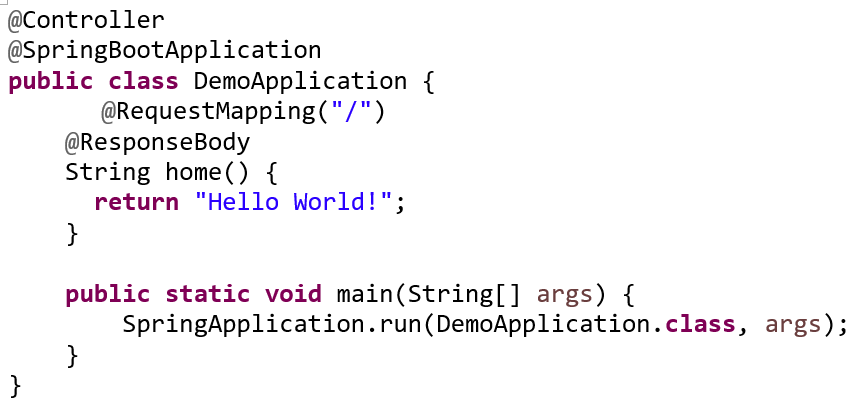 @Controller
@SpringBootApplication
public class DemoApplication {
      @RequestMapping("/")
    @ResponseBody
    String home() {
      return "Hello World!";
    }

    public static void main(String[] args) {
        SpringApplication.run(DemoApplication.class, args);
    }
}